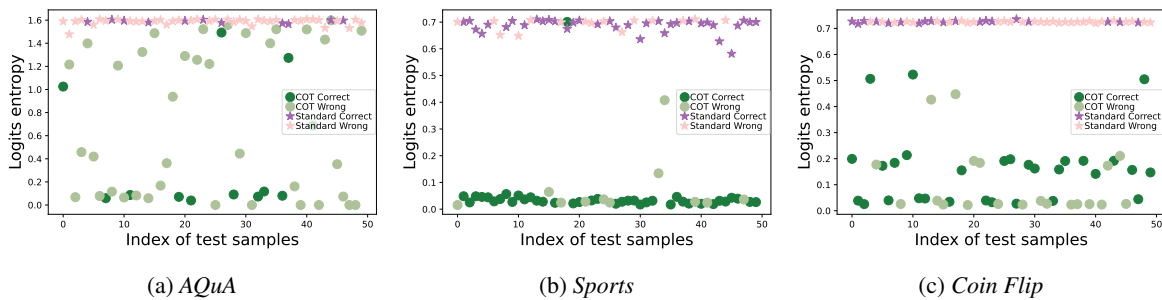 1.6
1.4
1.2
1.0
0.8
0.6
0.4
0.2
0.0
Logits entropy
COT Correct
COT Wrong
Standard Correct
Standard Wrong
0 10 20 30 40 50
Index of test samples
(a) AQuA
0.7
0.6
0.5
0.4
0.3
0.2
0.1
0.0
Logits entropy
COT Correct
COT Wrong
Standard Correct
Standard Wrong
0 10 20 30 40 50
Index of test samples
(b) Sports
0.7
0.6
0.5
0.4
0.3
0.2
0.1
0.0
Logits entropy
COT Correct
COT Wrong
Standard Correct
Standard Wrong
0 10 20 30 40 50
Index of test samples
(c) Coin Flip